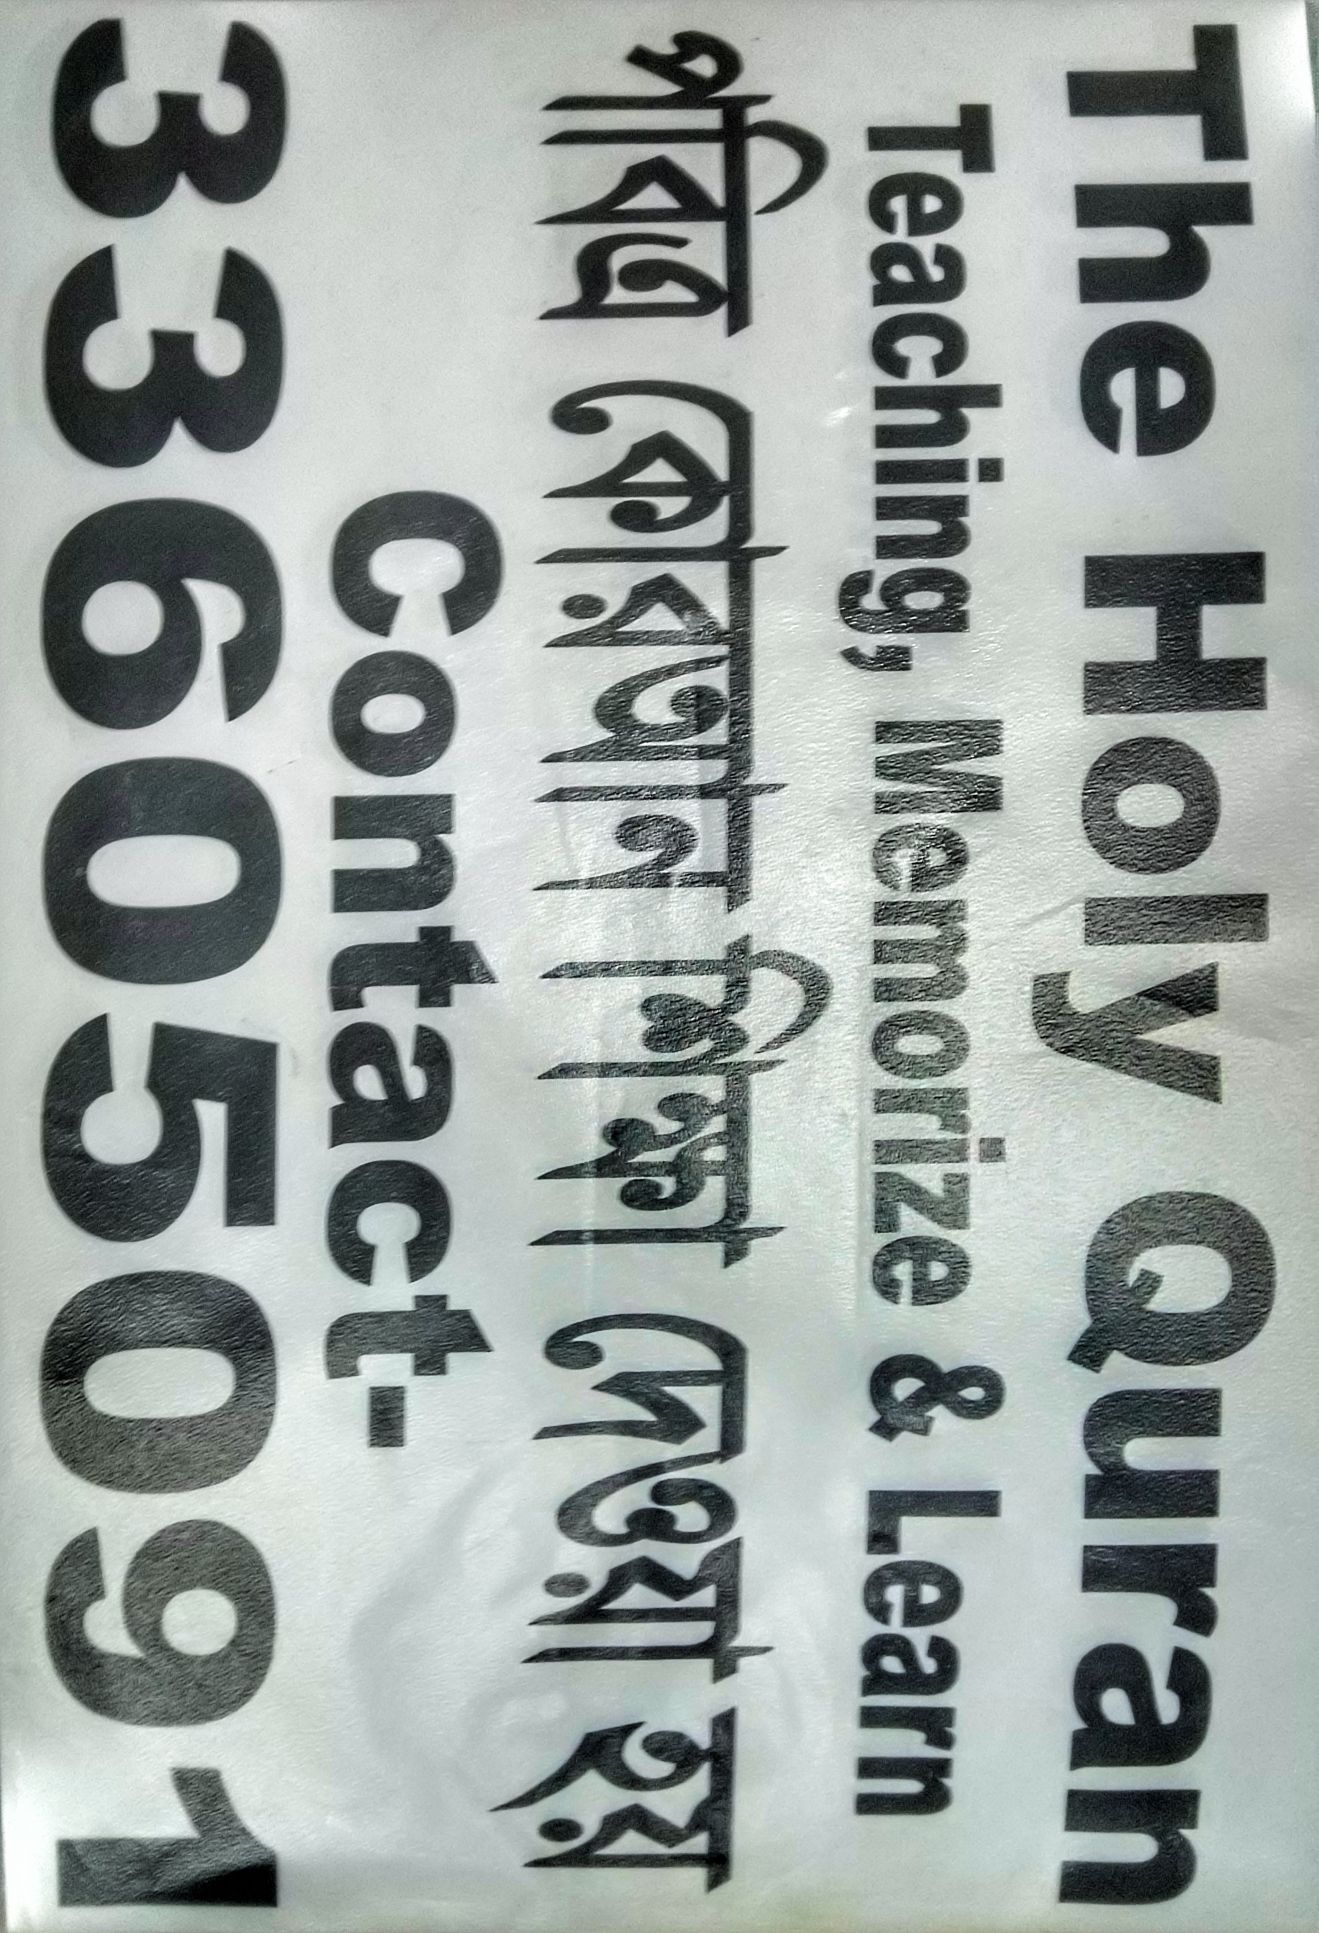 The Holy Quran
Teaching, Memorize & Learn
পবিত্র কোরআন শিক্ষা দেওয়া হয়
Contact-
33605091